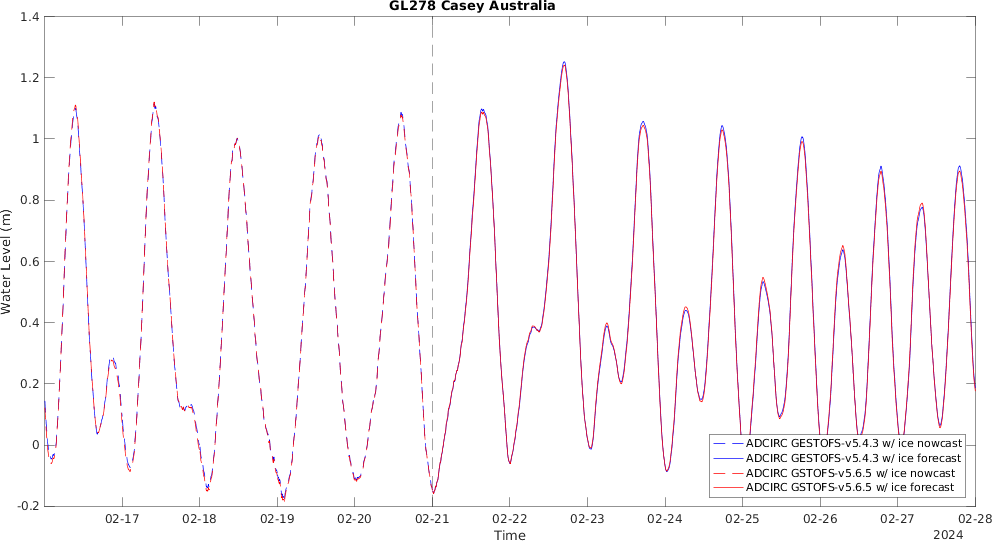 GL278 Casey Australia
1.4
1.2
1
0.8
0.6
0.4
0.2
0
-0.2
Water Level (m)
ADCIRC GESTOFS-v5.4.3 w/ ice nowcast
ADCIRC GESTOFS-v5.4.3 w/ ice forecast
ADCIRC GSTOFS-v5.6.5 w/ ice nowcast
ADCIRC GSTOFS-v5.6.5 w/ ice forecast
02-17 02-18 02-19 02-20 02-21 02-22 02-23 02-24 02-25 02-26 02-27 02-28
Time
2024